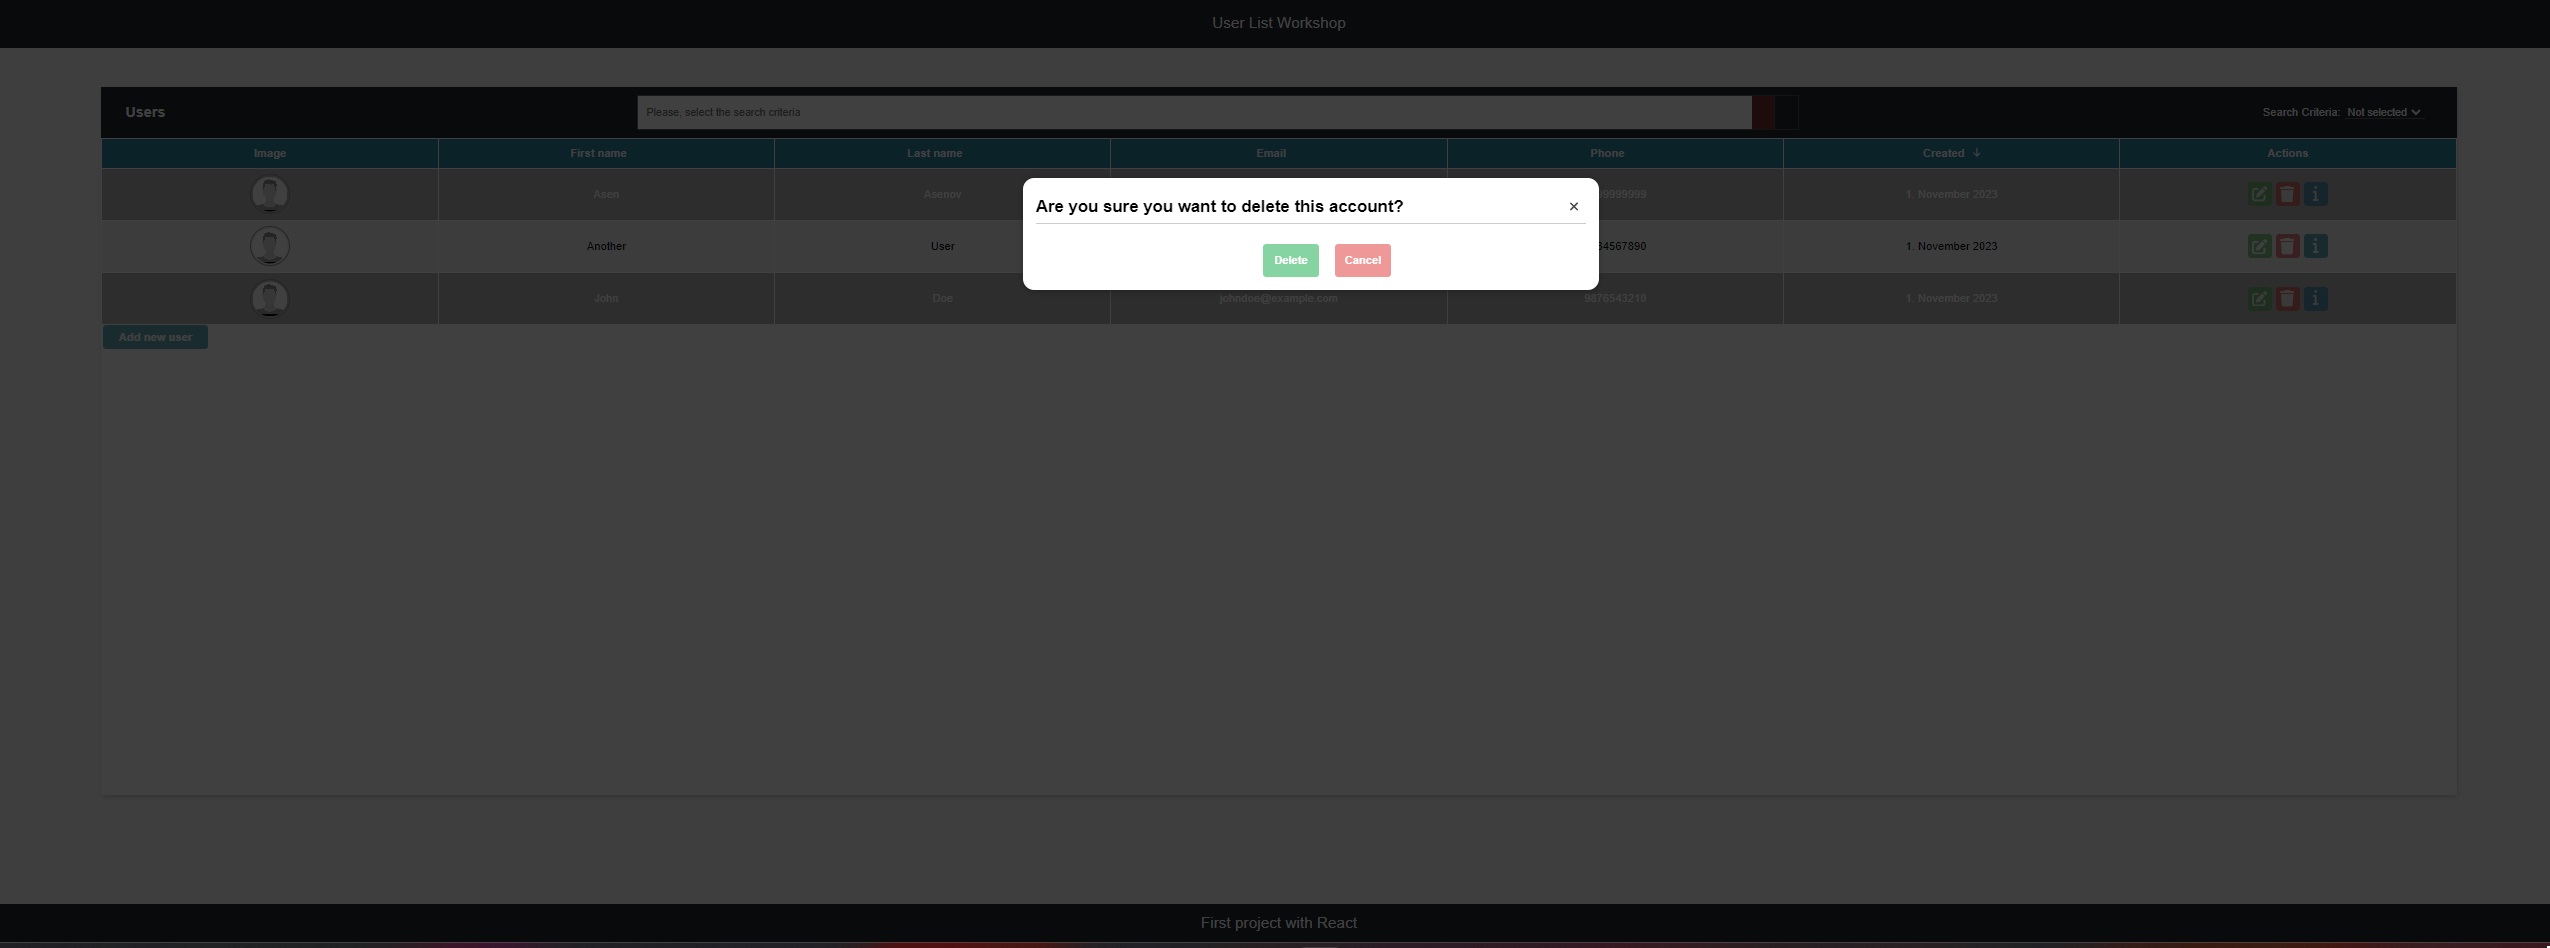 User List Workshop
Users
Please, select the search criteria
Search Criteria: Not selected
Image First name Last name Email Phone Created ↓ Actions
Asen Asenov 9999999 1. November 2023
Another User 34567890 1. November 2023
John Doe johndoe@example.com 9876543210 1. November 2023
Are you sure you want to delete this account? ×
Delete Cancel
Add new user
First project with React